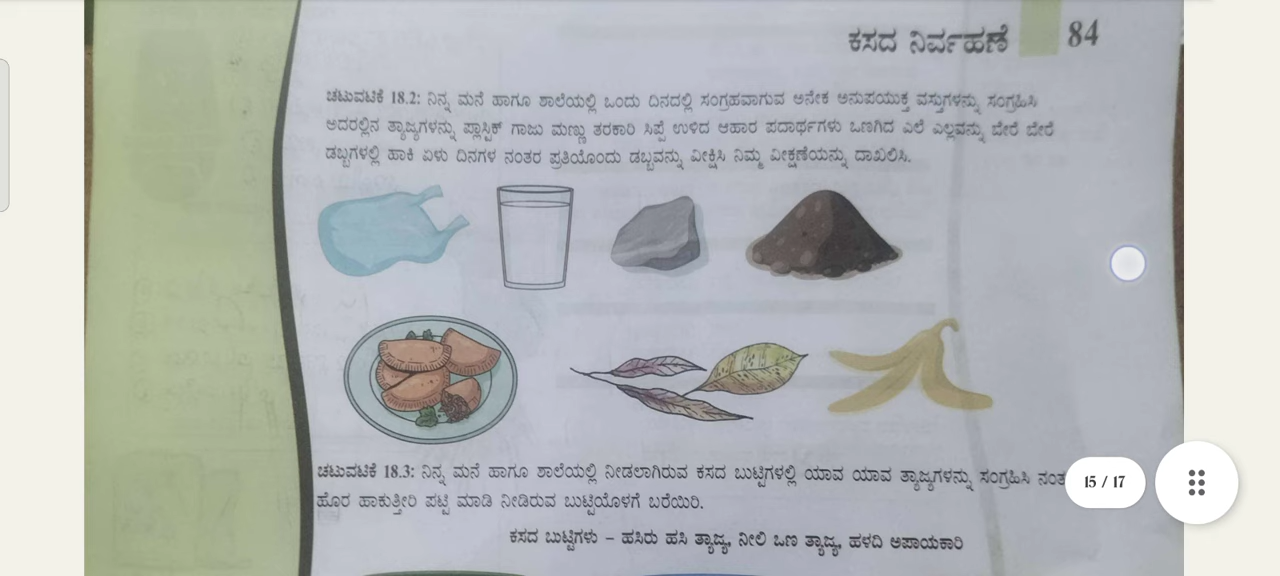 ಕಸದ ನಿರ್ವಹಣೆ 84
ಚಟುವಟಿಕೆ 18.2: ನಿನ್ನ ಮನೆ ಹಾಗೂ ಶಾಲೆಯಲ್ಲಿ ಒಂದು ದಿನದಲ್ಲಿ ಸಂಗ್ರಹವಾಗುವ ಅನೇಕ ಅನುಪಯುಕ್ತ ವಸ್ತುಗಳನ್ನು ಸಂಗ್ರಹಿಸಿ
ಅದರಲ್ಲಿನ ತ್ಯಾಜ್ಯಗಳನ್ನು ಪ್ಲಾಸ್ಟಿಕ್ ಗಾಜು ಮಣ್ಣು ತರಕಾರಿ ಸಿಪ್ಪೆ ಉಳಿದ ಆಹಾರ ಪದಾರ್ಥಗಳು ಒಣಗಿದ ಎಲೆ ಎಲ್ಲವನ್ನು ಬೇರೆ ಬೇರೆ
ಡಬ್ಬಗಳಲ್ಲಿ ಹಾಕಿ ಏಳು ದಿನಗಳ ನಂತರ ಪ್ರತಿಯೊಂದು ಡಬ್ಬವನ್ನು ವೀಕ್ಷಿಸಿ ನಿಮ್ಮ ವೀಕ್ಷಣೆಯನ್ನು ದಾಖಲಿಸಿ.
ಚಟುವಟಿಕೆ 18.3: ನಿನ್ನ ಮನೆ ಹಾಗೂ ಶಾಲೆಯಲ್ಲಿ ನೀಡಲಾಗಿರುವ ಕಸದ ಬುಟ್ಟಿಗಳಲ್ಲಿ ಯಾವ ಯಾವ ತ್ಯಾಜ್ಯಗಳನ್ನು ಸಂಗ್ರಹಿಸಿ ನಂತ
ಹೊರ ಹಾಕುತ್ತೀರಿ ಪಟ್ಟಿ ಮಾಡಿ ನೀಡಿರುವ ಬುಟ್ಟಿಯೊಳಗೆ ಬರೆಯಿರಿ.
15 / 17
ಕಸದ ಬುಟ್ಟಿಗಳು – ಹಸಿರು ಹಸಿ ತ್ಯಾಜ್ಯ, ನೀಲಿ ಒಣ ತ್ಯಾಜ್ಯ, ಹಳದಿ ಅಪಾಯಕಾರಿ